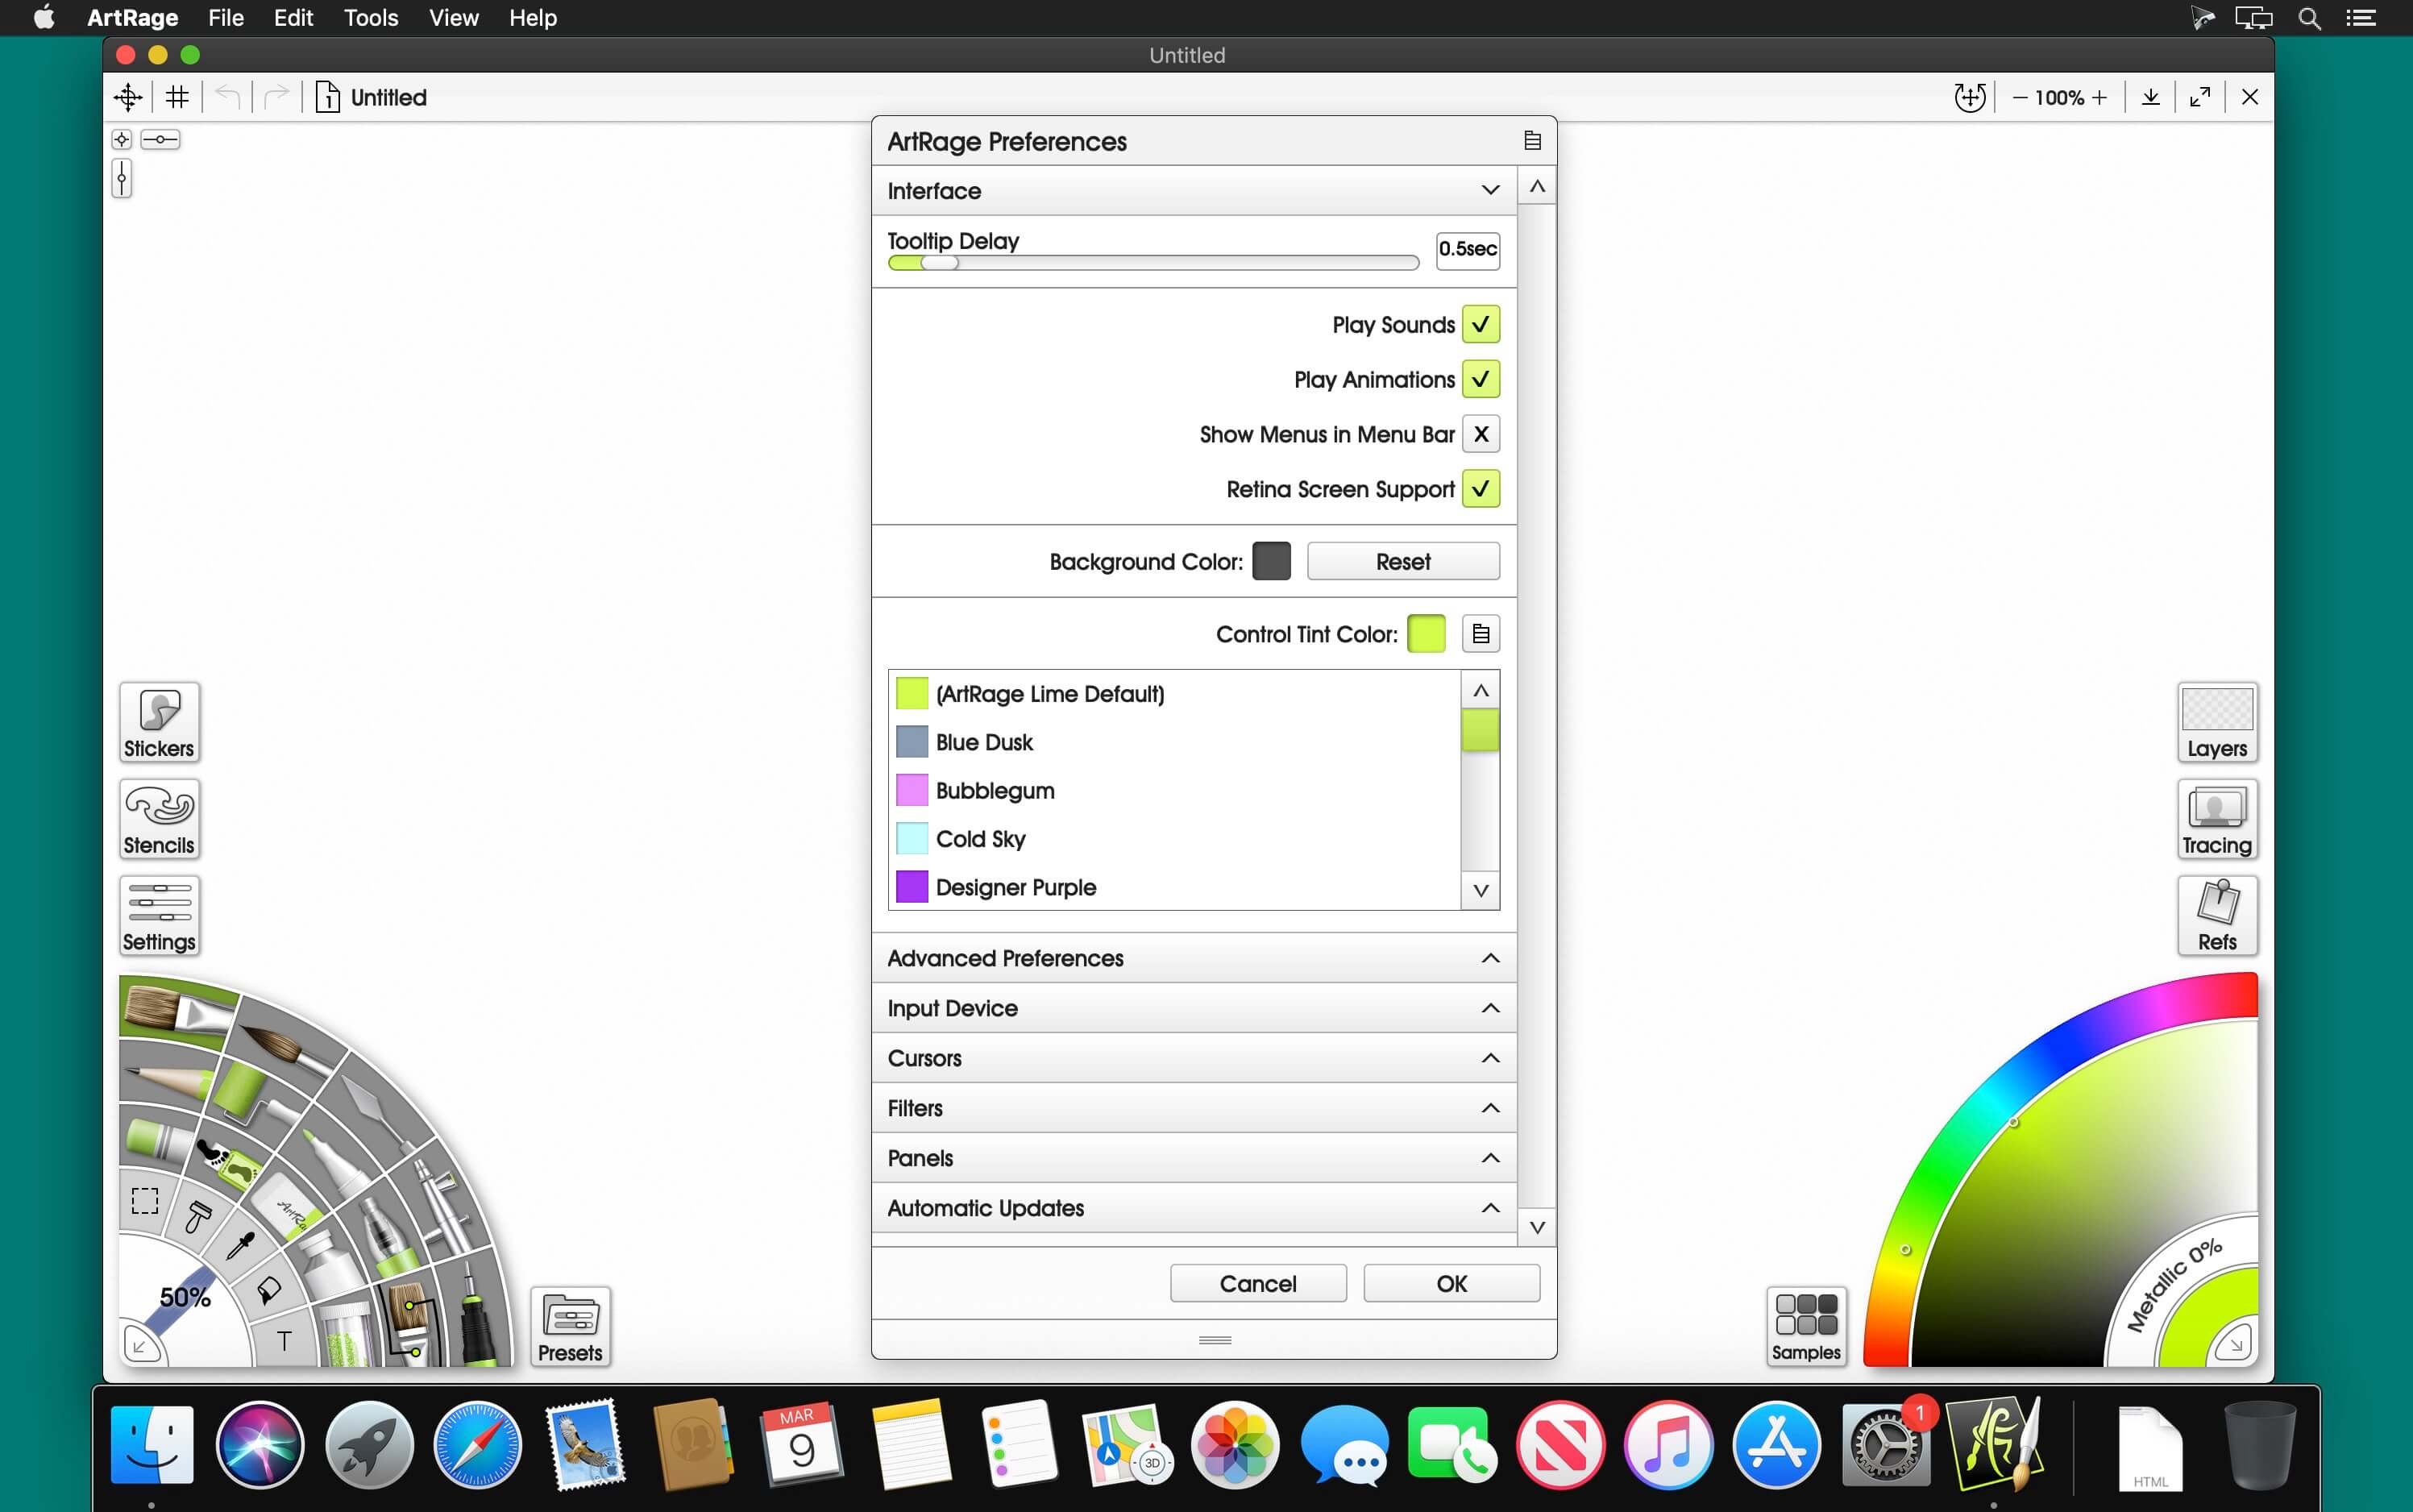 ArtRage File Edit Tools View Help
Untitled
1 Untitled
100%
ArtRage Preferences
Interface
Tooltip Delay
0.5sec
Play Sounds
Play Animations
Show Menus in Menu Bar X
Retina Screen Support
Background Color: Reset
Control Tint Color:
(ArtRage Lime Default)
Blue Dusk
Bubblegum
Cold Sky
Designer Purple
Advanced Preferences
Input Device
Cursors
Filters
Panels
Automatic Updates
Cancel OK
Stickers
Stencils
Settings
50%
T
Presets
Layers
Tracing
Refs
Metallic 0%
Samples
MAR
9
3D
1
HTML